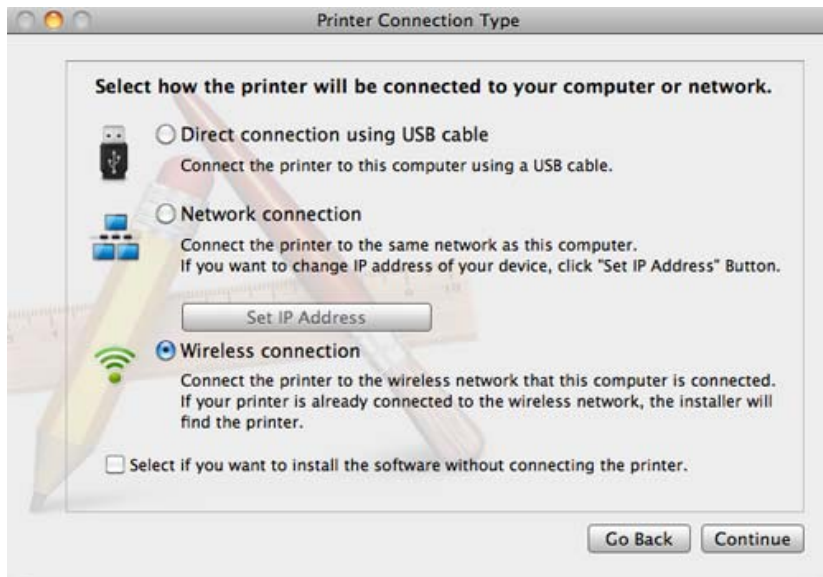 Printer Connection Type
Select how the printer will be connected to your computer or network.
Direct connection using USB cable
Connect the printer to this computer using a USB cable.
Network connection
Connect the printer to the same network as this computer.
If you want to change IP address of your device, click "Set IP Address" Button.
Set IP Address
Wireless connection
Connect the printer to the wireless network that this computer is connected.
If your printer is already connected to the wireless network, the installer will
find the printer.
Select if you want to install the software without connecting the printer.
Go Back
Continue